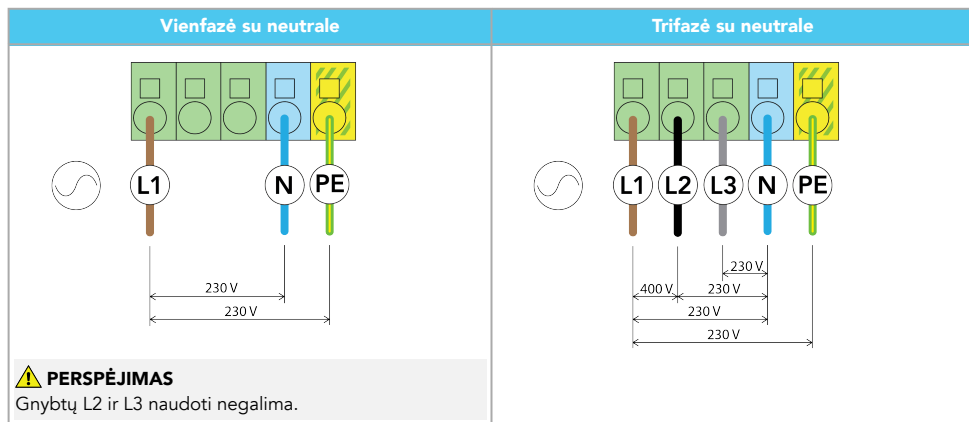 Vienfazė su neutrale
L1 N PE
230 V
230 V
PERSPĖJIMAS
Gnybtų L2 ir L3 naudoti negalima.
Trifazė su neutrale
L1 L2 L3 N PE
230 V
400 V 230 V
230 V
230 V